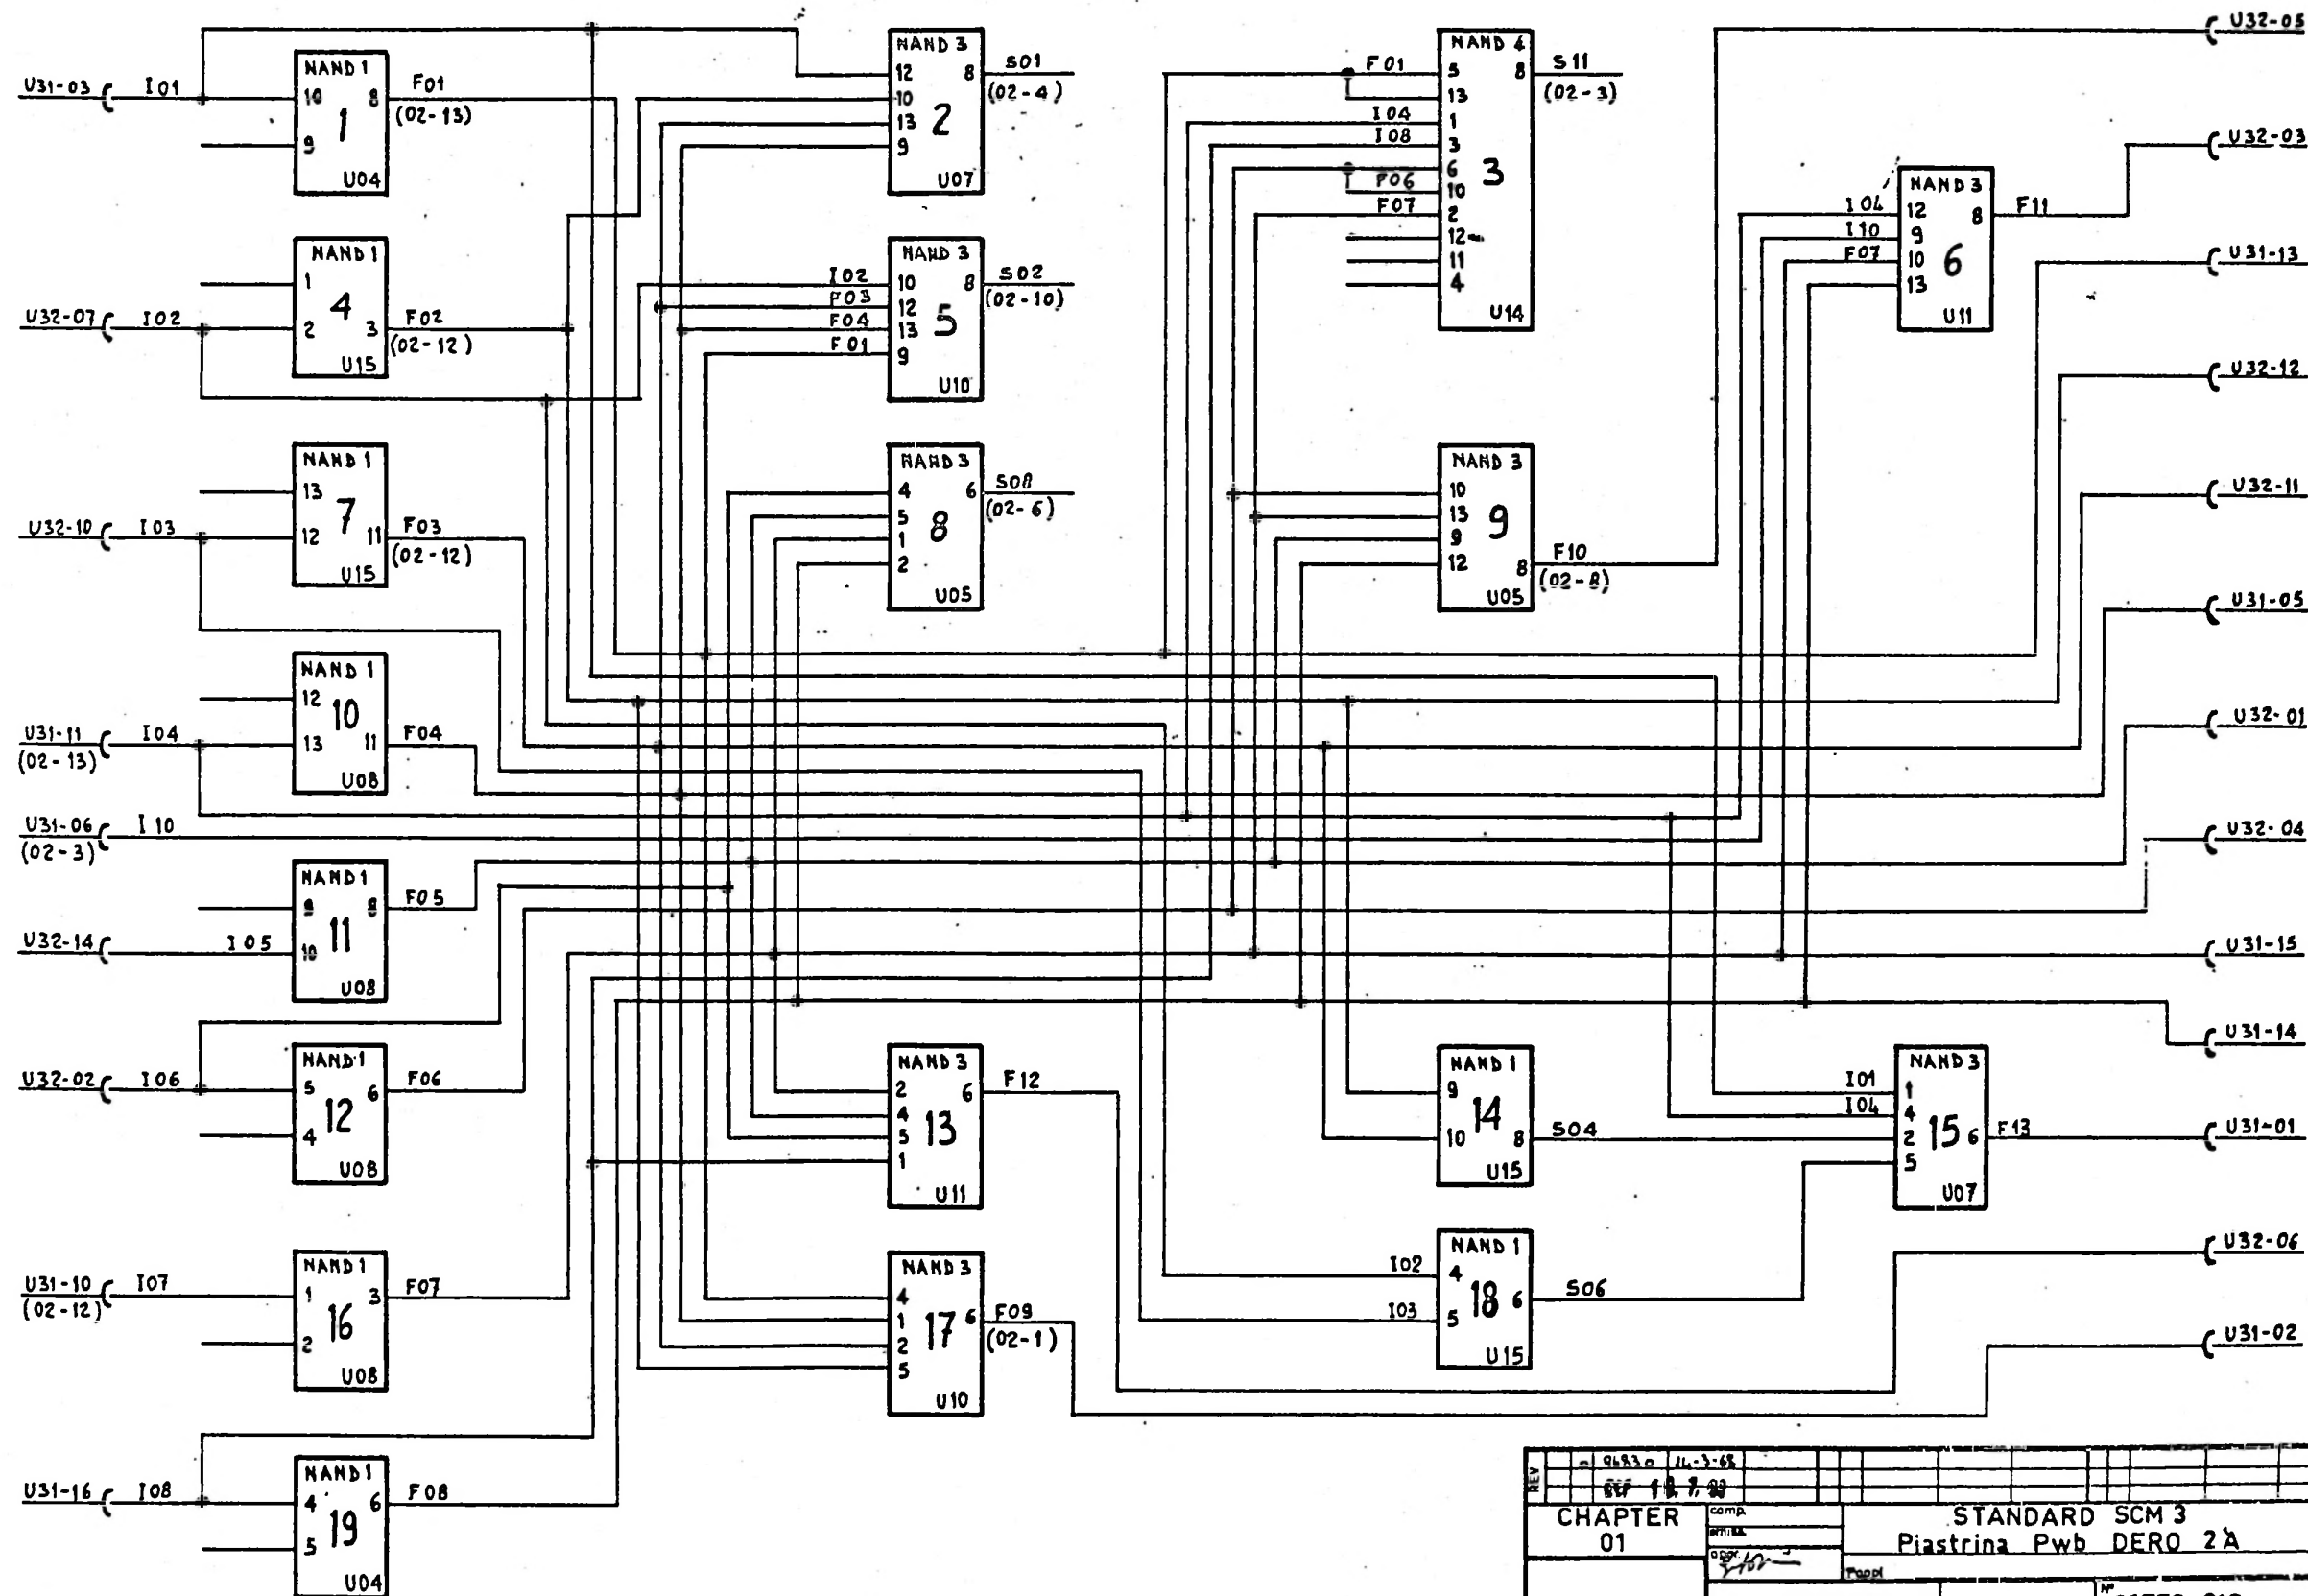 NAND 1
U31-03 I01 10 8 F01
(02-13)
1
9
U04
NAND 3
12 8 S01
(02-4)
10
13 2
9
U07
NAND 4
F01 5 8 S11
(02-3)
13
I04 1
I08 3
6 3
F06 10
F07 2
12
11
4
U14
U32-05
U32-03
NAND 3
I04 12 8 F11
I10 9
F07 10 6
13
U11
U31-13
NAND 1
1
4
U32-07 I02 2 3 F02
(02-12)
U15
NAND 3
I02 10 8 S02
(02-10)
F03 12
F04 13 5
F01 9
U10
U32-12
NAND 1
13
7
U32-10 I03 12 11 F03
(02-12)
U15
NAND 3
4 6 S08
(02-6)
5 8
1
2
U05
NAND 3
10
13 9
9
12 8 F10
(02-8)
U05
U32-11
U31-05
NAND 1
12
10
U31-11 I04 13 11 F04
(02-13)
U08
U32-01
U31-06 I10
(02-3)
U32-04
NAND 1
9 8 F05
11
U32-14 I05 10
U08
U31-15
NAND 1
U32-02 I06 5 6 F06
12
4
U08
NAND 3
2 6 F12
4 13
5
1
U11
NAND 1
9
14
10 8 S04
U15
NAND 3
I01 1
I04 4
2 15 6 F13
5
U07
U31-14
U31-01
NAND 1
U31-10 I07 1 3 F07
(02-12)
16
2
U08
NAND 3
4
1 17 6 F09
(02-1)
2
5
U10
NAND 1
I02 4
18 6 S06
I03 5
U15
U32-06
U31-02
NAND 1
U31-16 I08 4 6 F08
19
5
U04
REV
96830 14-3-68
CHAPTER
01
comp.
STANDARD SCM 3
Piastrina Pwb DERO 2A
N°